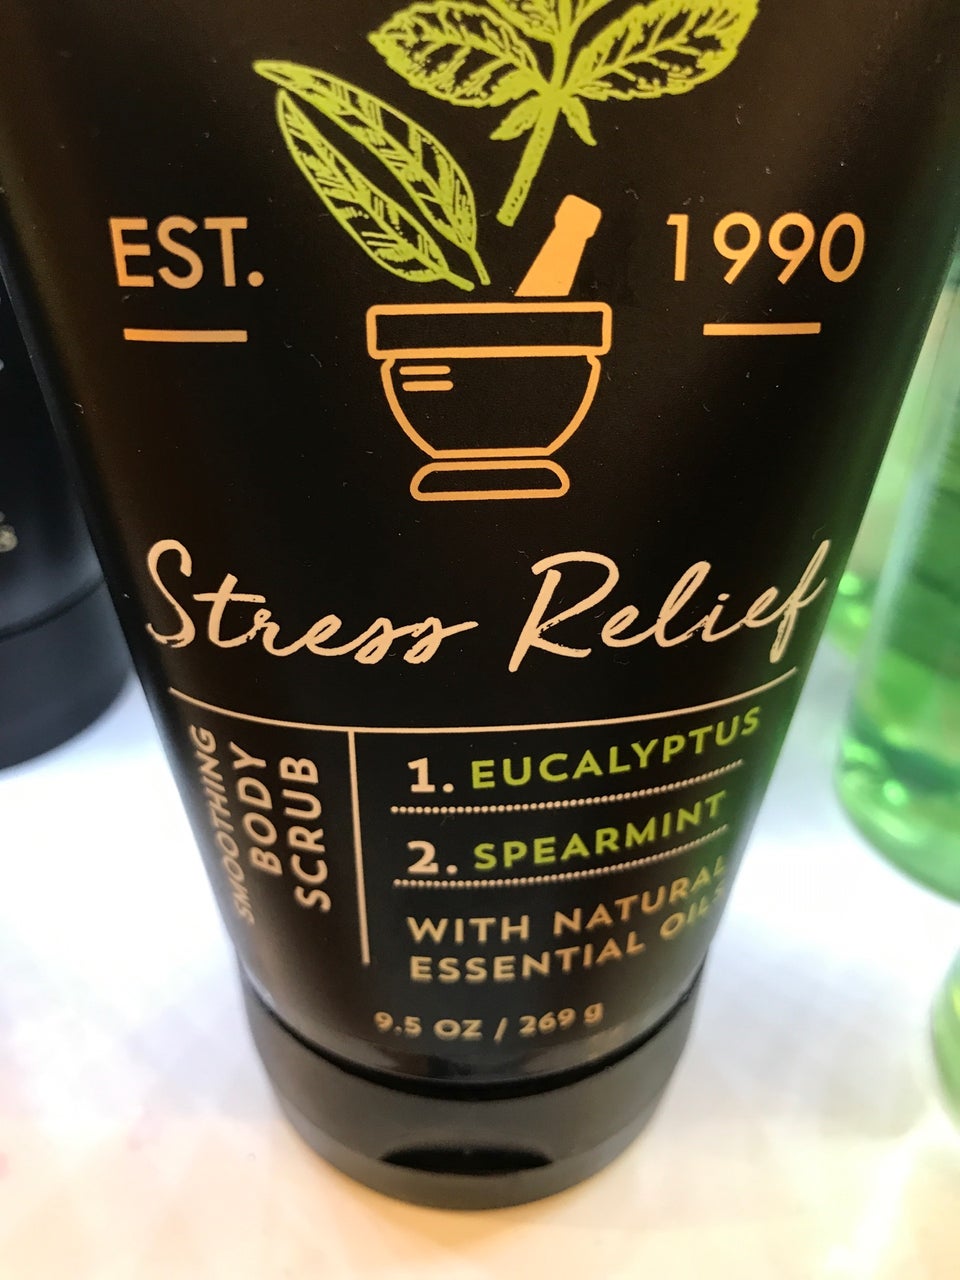 EST. 1990
Stress Relief
SMOOTHING
BODY
SCRUB
1. EUCALYPTUS
2. SPEARMINT
WITH NATURAL
ESSENTIAL OILS
9.5 OZ / 269 g